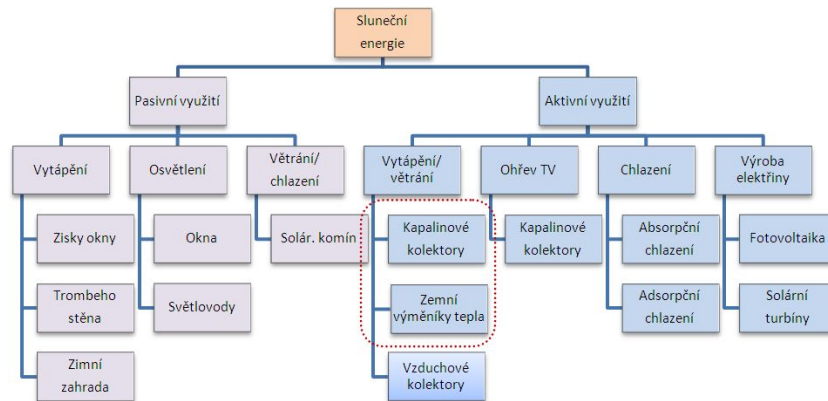 Sluneční
energie
Pasivní využití
Aktivní využití
Vytápění
Osvětlení
Větrání/
chlazení
Vytápění/
větrání
Ohřev TV
Chlazení
Výroba
elektřiny
Zisky okny
Okna
Solár. komín
Kapalinové
kolektory
Kapalinové
kolektory
Absorpční
chlazení
Fotovoltaika
Trombeho
stěna
Světlovody
Zemní
výměníky tepla
Adsorpční
chlazení
Solární
turbíny
Zimní
zahrada
Vzduchové
kolektory